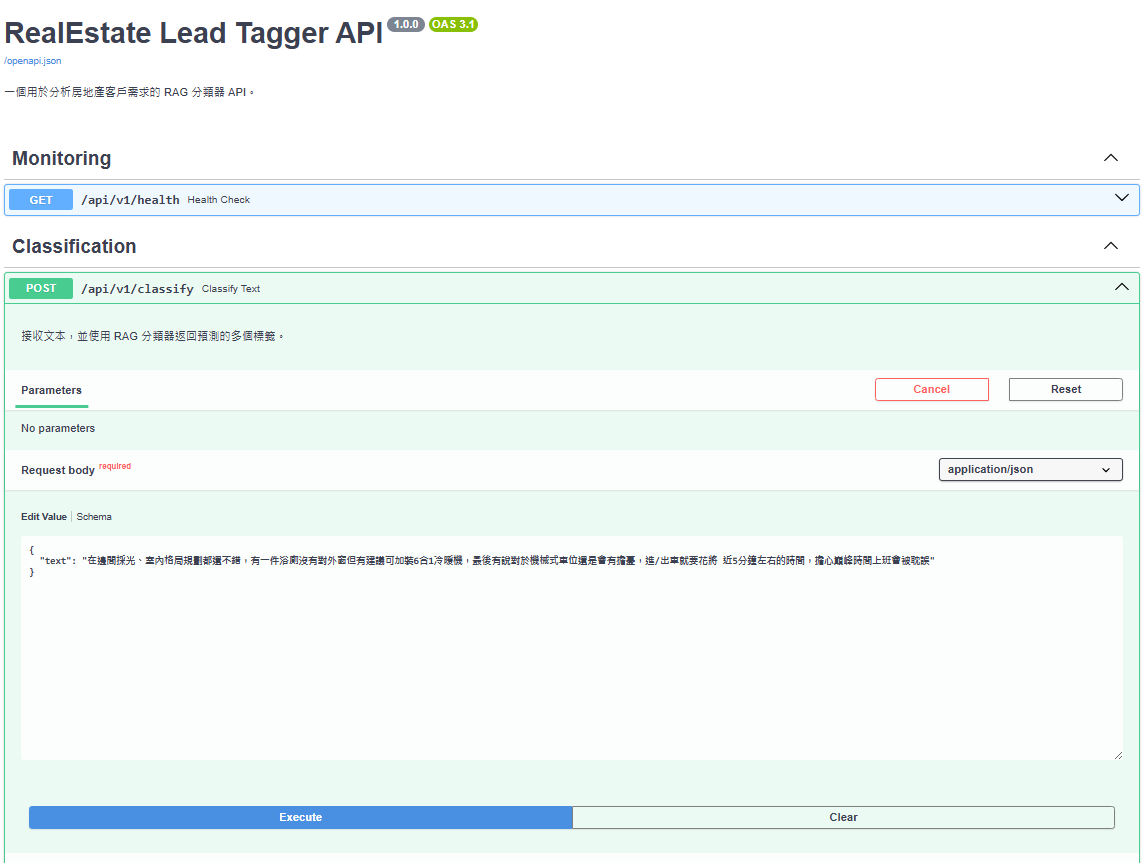 RealEstate Lead Tagger API 1.0.0 OAS 3.1
/openapi.json
一個用於分析房地產客戶需求的 RAG 分類器 API。
Monitoring
GET /api/v1/health Health Check
Classification
POST /api/v1/classify Classify Text
接收文本，並使用 RAG 分類器返回預測的多個標籤。
Parameters Cancel Reset
No parameters
Request body required application/json
Edit Value | Schema
{
"text": "在邊間採光、室內格局規劃都還不錯，有一件浴廁沒有對外窗但有建議可加裝6合1冷暖機，最後有說對於機械式車位還是會有擔憂，進/出車就要花將 近5分鐘左右的時間，擔心巔峰時間上班會被耽誤"
}
Execute Clear